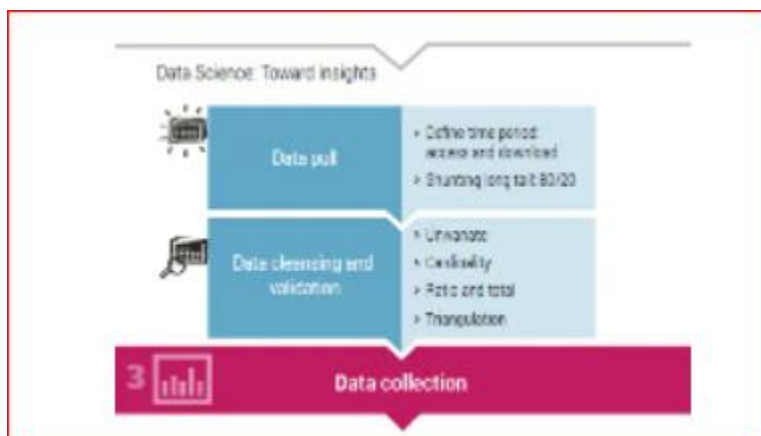 Data Science: Toward insights
Data pull
› Define time period:
access and download
› Shunting long tail: 80/20
Data cleansing and
validation
› Univariate
› Cardinality
› Ratio and total
› Triangulation
3
Data collection